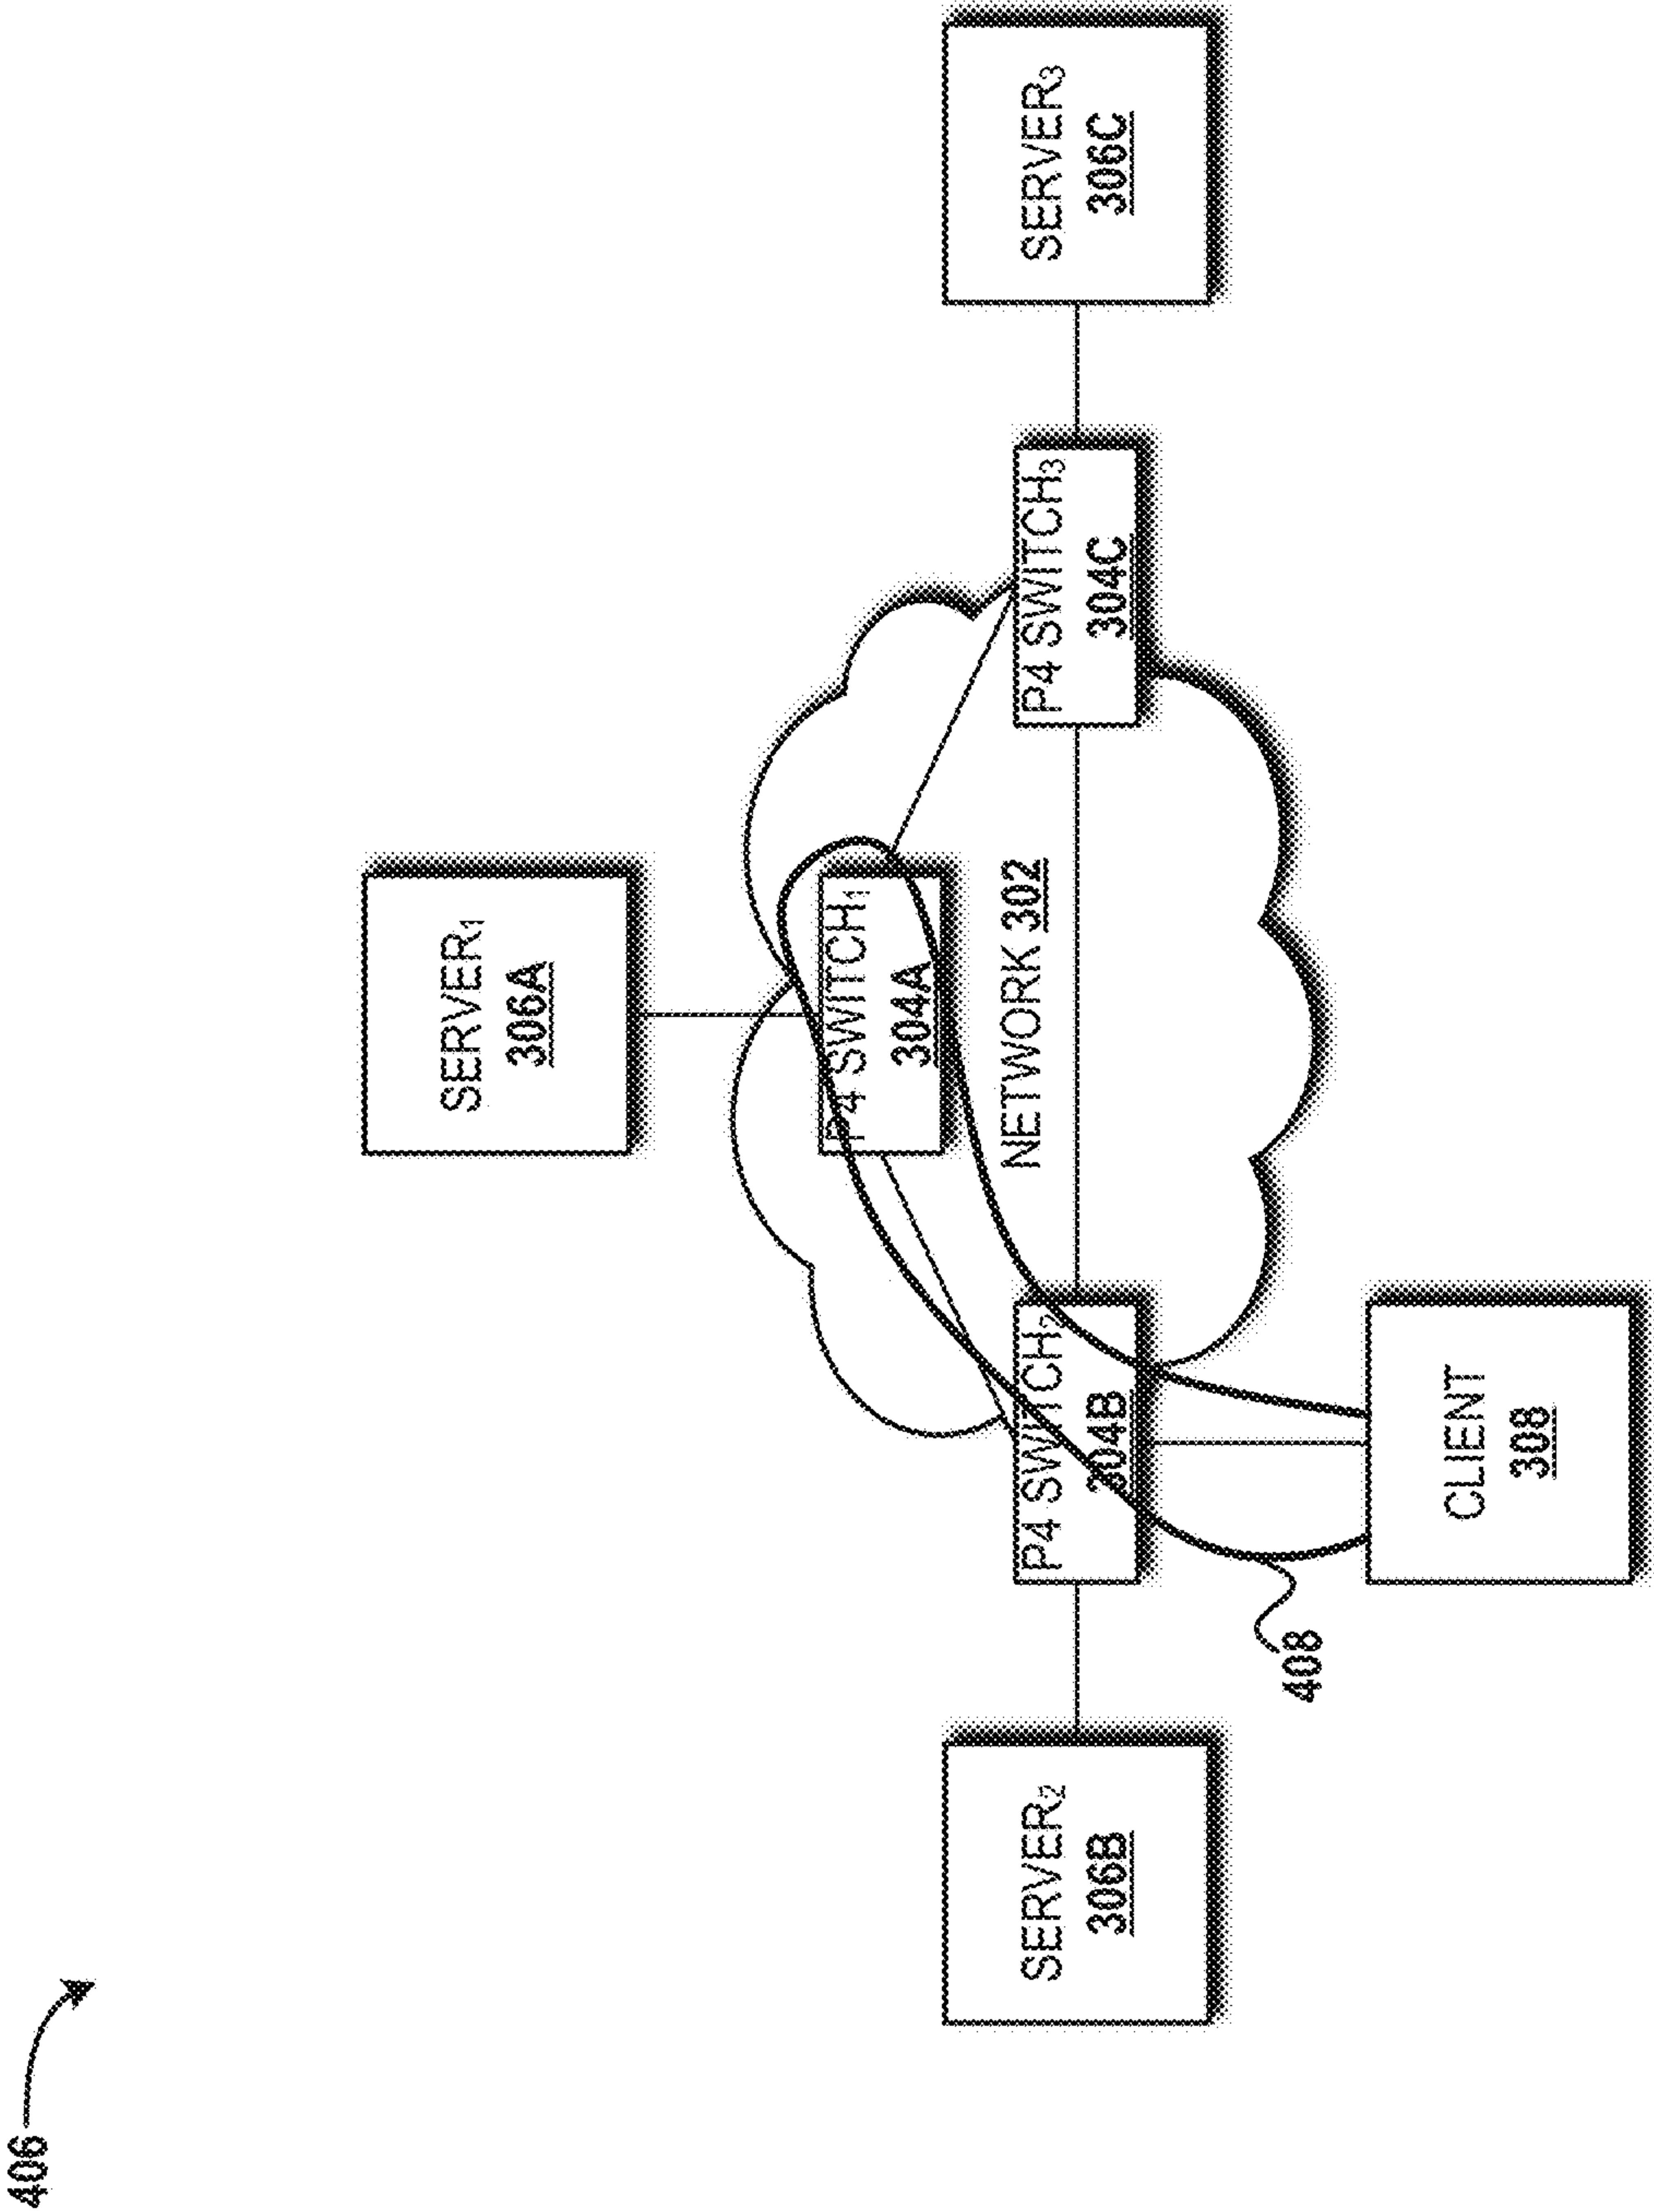 406
SERVER₁
306A
P4 SWITCH₁
304A
NETWORK 302
SERVER₂
306B
P4 SWITCH₂
304B
P4 SWITCH₃
304C
SERVER₃
306C
408
CLIENT
308